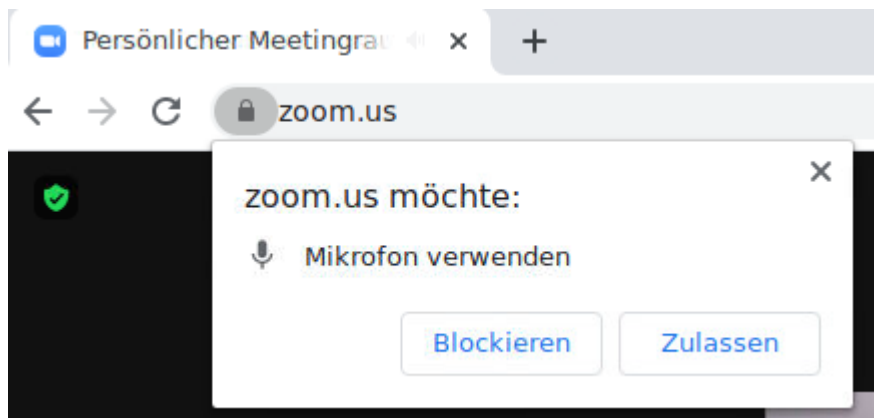 Persönlicher Meetingrau
zoom.us
zoom.us möchte:
Mikrofon verwenden
Blockieren
Zulassen